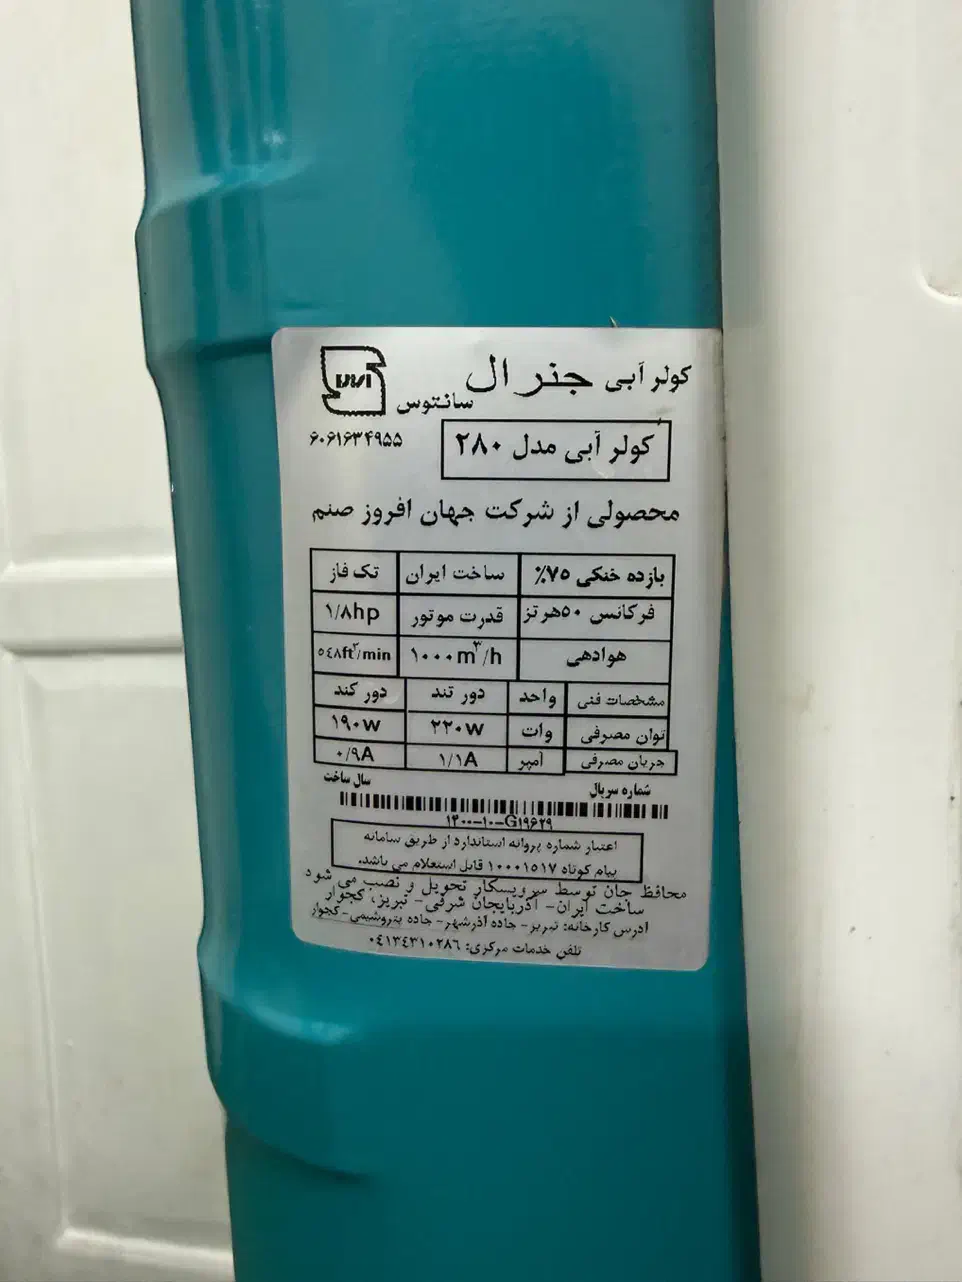 کولر آبی جنرال
سانتوس
۶۰۶۱۶۳۴۹۵۵
کولر آبی مدل ۲۸۰
محصولی از شرکت جهان افروز صنم
بازده خنکی ۷۵٪ ساخت ایران تک فاز
فرکانس ۵۰هرتز قدرت موتور ۱/۸hp
هوادهی ۱۰۰۰m۳/h ۵۴۸ft۳/min
مشخصات فنی واحد دور تند دور کند
توان مصرفی وات ۲۲۰w ۱۹۰w
جریان مصرفی آمپر ۱/۱A ۰/۹A
شماره سریال سال ساخت
۱۴۰۰-۱۰-G۱۹۶۲۹
اعتبار شماره پروانه استاندارد از طریق سامانه
پیام کوتاه ۱۰۰۰۱۵۱۷ قابل استعلام می باشد.
محافظ جان توسط سرویسکار تحویل و نصب می شود
ساخت ایران- آذربایجان شرقی- تبریز، کجوار
آدرس کارخانه: تبریز- جاده آذرشهر- جاده پتروشیمی-کجوار
تلفن خدمات مرکزی: ۰۴۱۳۴۳۱۰۲۸۶